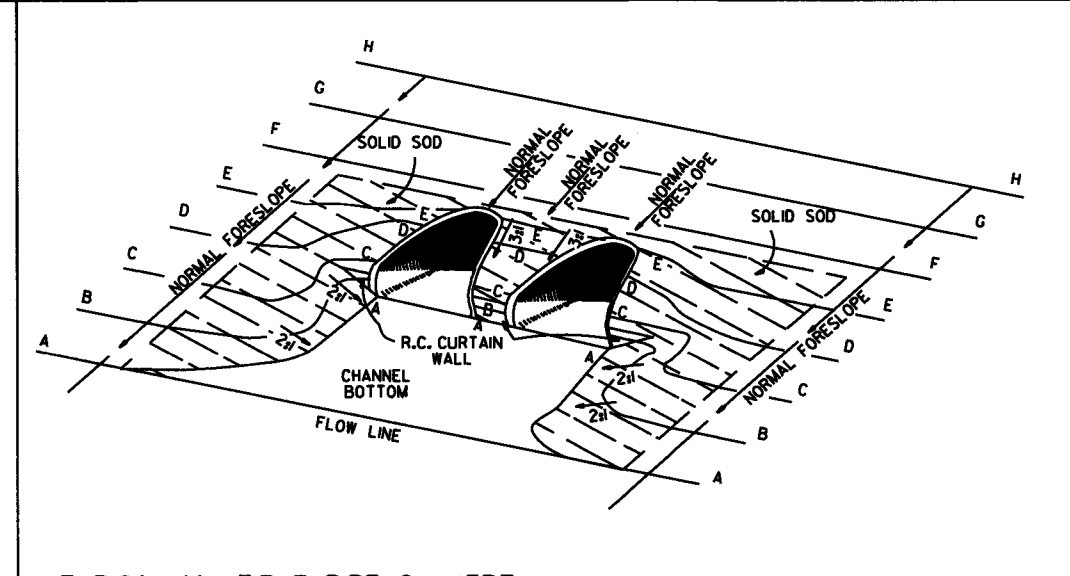 H
G
F
SOLID SOD
E
D
C
B
A
NORMAL FORESLOPE
NORMAL
FORESLOPE
NORMAL
FORESLOPE
NORMAL
FORESLOPE
H
G
F
E
D
C
B
A
SOLID SOD
NORMAL FORESLOPE
E
D
C
A
3:1
E
D
C
B
A
3:1
E
D
C
A
2:1
2:1
R.C. CURTAIN
WALL
CHANNEL
BOTTOM
FLOW LINE
2:1
2:1